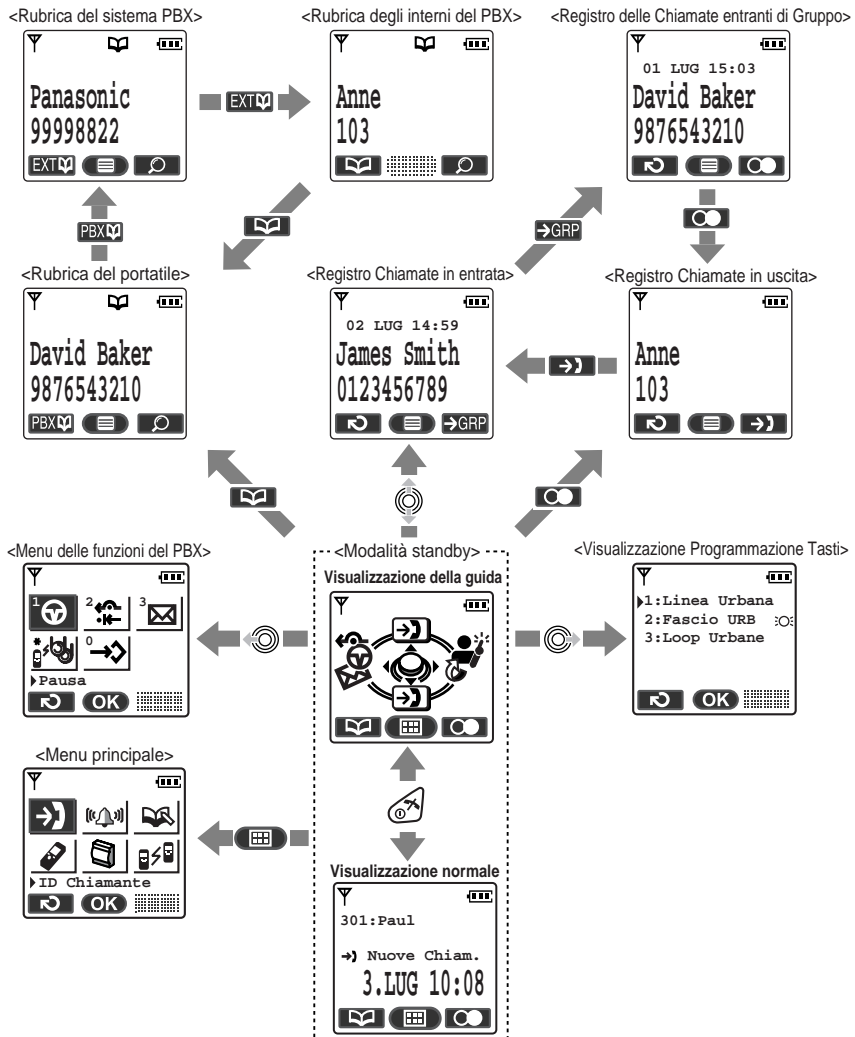 <Rubrica del sistema PBX>
Panasonic
99998822
EXT
EXT
<Rubrica degli interni del PBX>
Anne
103
<Registro delle Chiamate entranti di Gruppo>
01 LUG 15:03
David Baker
9876543210
PBX
→GRP
<Rubrica del portatile>
David Baker
9876543210
PBX
<Registro Chiamate in entrata>
02 LUG 14:59
James Smith
0123456789
→GRP
<Registro Chiamate in uscita>
Anne
103
<Menu delle funzioni del PBX>
1 2 3
* 0
Pausa
OK
<Modalità standby>
Visualizzazione della guida
<Visualizzazione Programmazione Tasti>
1:Linea Urbana
2:Fascio URB
3:Loop Urbane
OK
<Menu principale>
ID Chiamante
OK
Visualizzazione normale
301:Paul
Nuove Chiam.
3.LUG 10:08